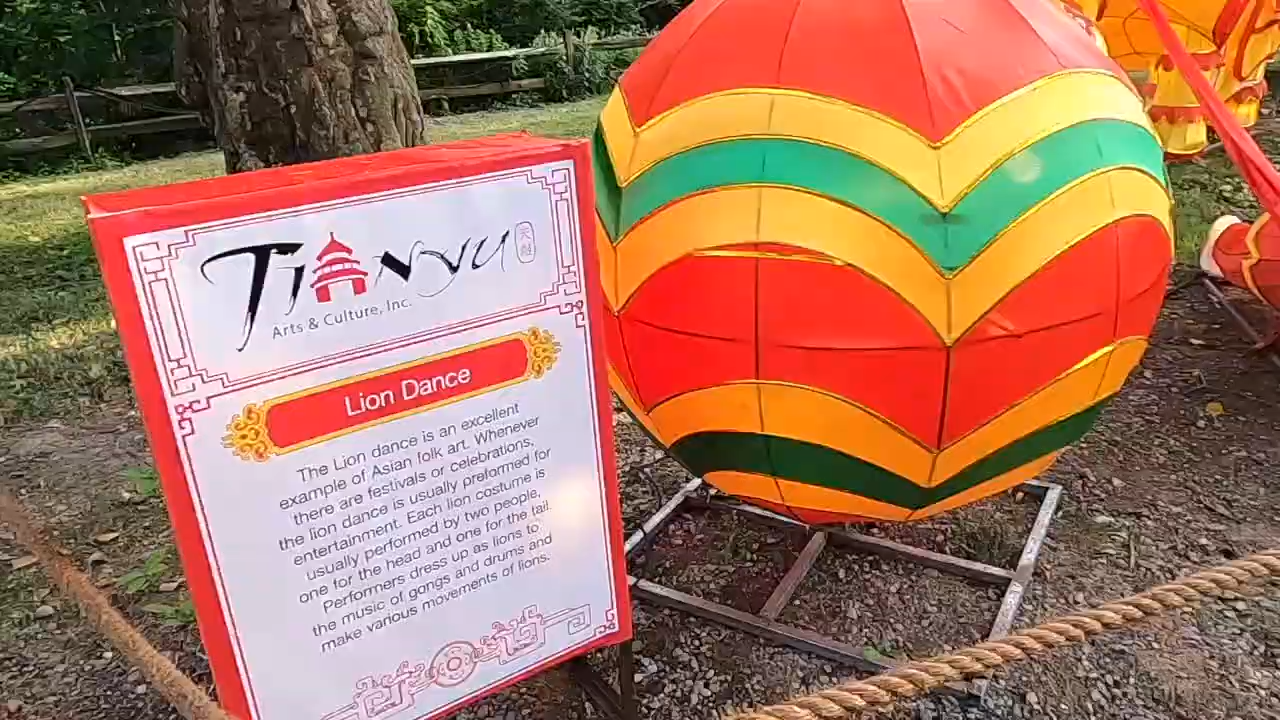 TIANYU
Arts & Culture, Inc.
Lion Dance
The Lion dance is an excellent
example of Asian folk art. Whenever
there are festivals or celebrations,
the lion dance is usually preformed for
entertainment. Each lion costume is
usually performed by two people,
one for the head and one for the tail.
Performers dress up as lions to
the music of gongs and drums and
make various movements of lions.